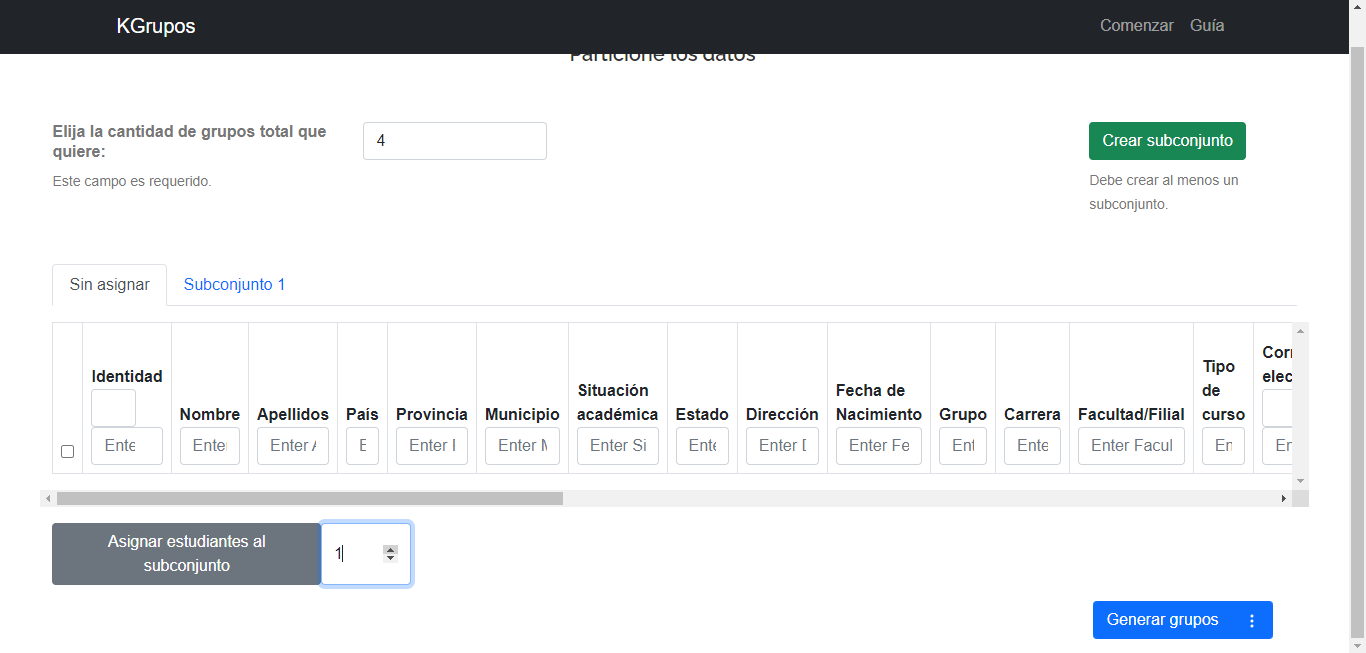 KGrupos
Comenzar Guía
Particione los datos
Elija la cantidad de grupos total que
quiere:
4
Este campo es requerido.
Crear subconjunto
Debe crear al menos un
subconjunto.
Sin asignar
Subconjunto 1
Identidad
Nombre
Apellidos
País
Provincia
Municipio
Situación
académica
Estado
Dirección
Fecha de
Nacimiento
Grupo
Carrera
Facultad/Filial
Tipo
de
curso
Corr
elec
Ente
Enter
Enter A
E
Enter I
Enter M
Enter Si
Ente
Enter D
Enter Fe
Ent
Ente
Enter Facul
En
En
Asignar estudiantes al
subconjunto
1
Generar grupos